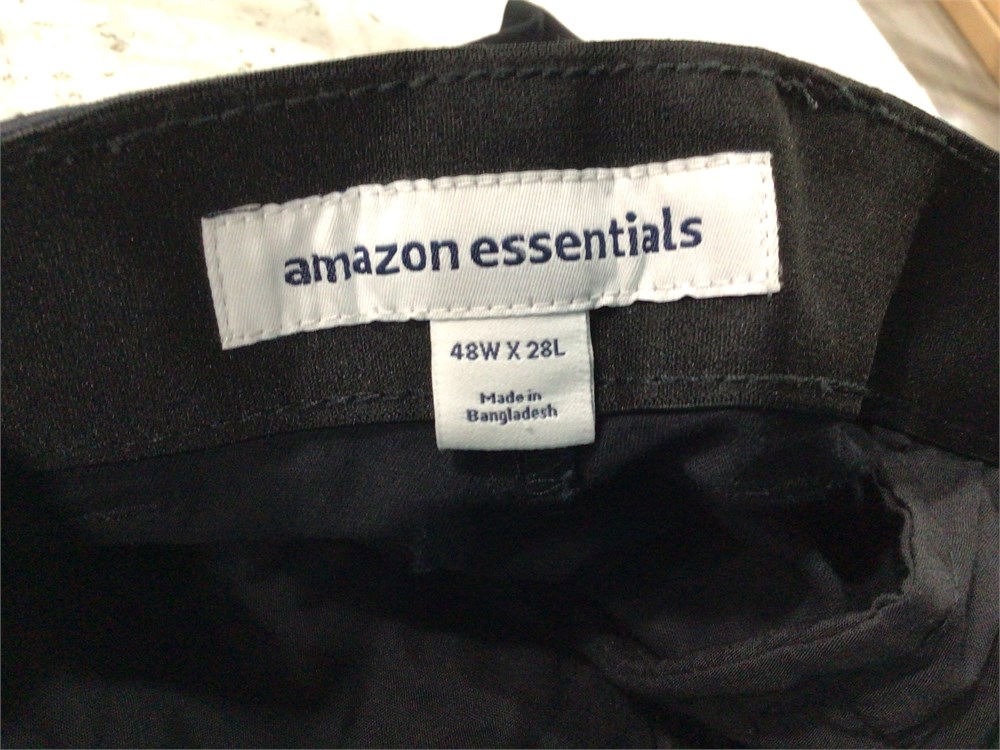 amazon essentials
48W X 28L
Made in
Bangladesh